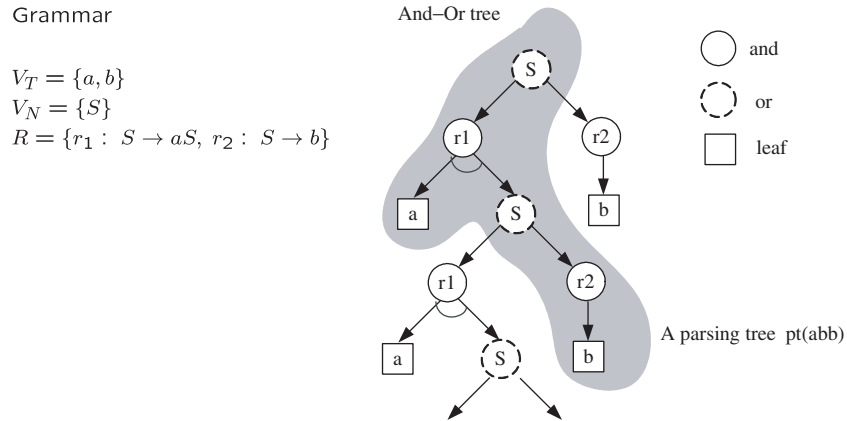 Grammar
V_T = {a, b}
V_N = {S}
R = {r_1 : S → aS, r_2 : S → b}
And–Or tree
S
r1
r2
a
S
b
r1
r2
a
S
b
and
or
leaf
A parsing tree pt(abb)